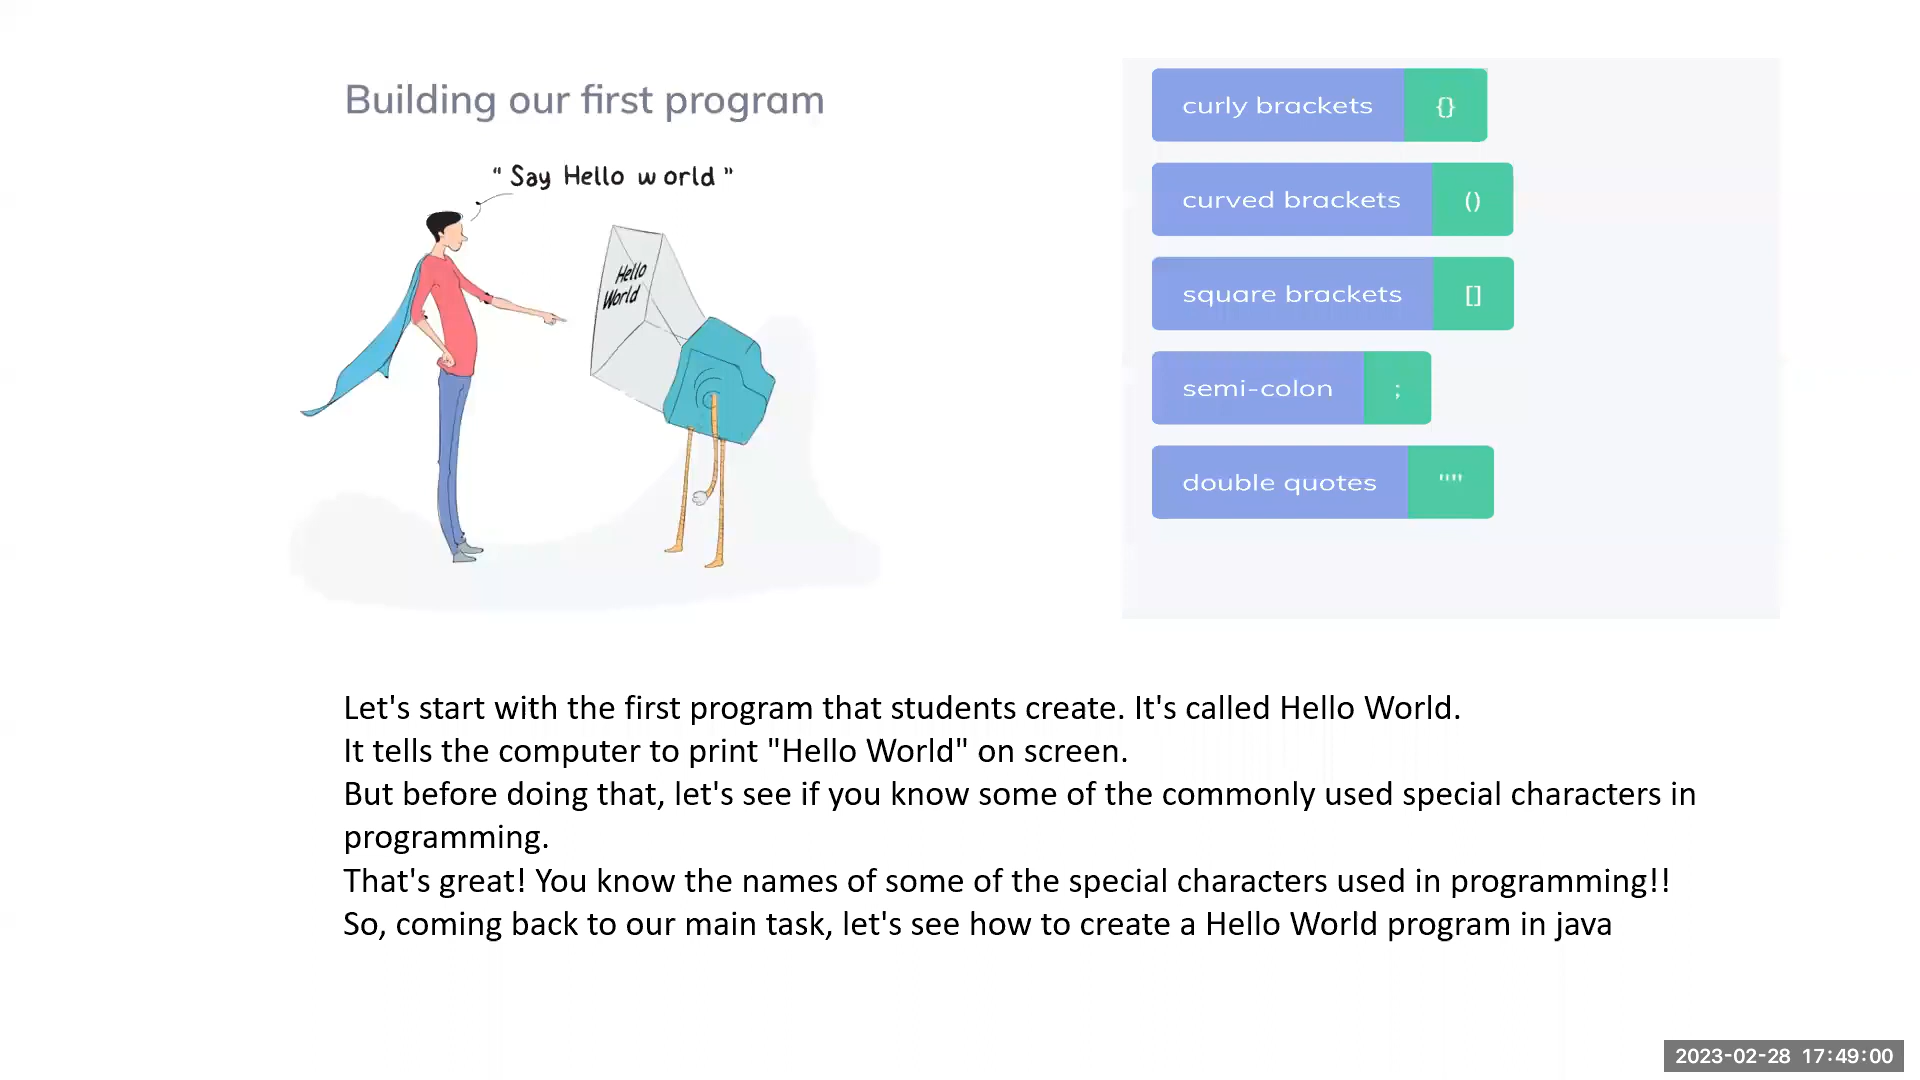 Building our first program
" Say Hello world "
Hello
World
curly brackets {}
curved brackets ()
square brackets []
semi-colon ;
double quotes ""
Let's start with the first program that students create. It's called Hello World.
It tells the computer to print "Hello World" on screen.
But before doing that, let's see if you know some of the commonly used special characters in
programming.
That's great! You know the names of some of the special characters used in programming!!
So, coming back to our main task, let's see how to create a Hello World program in java
2023-02-28 17:49:00